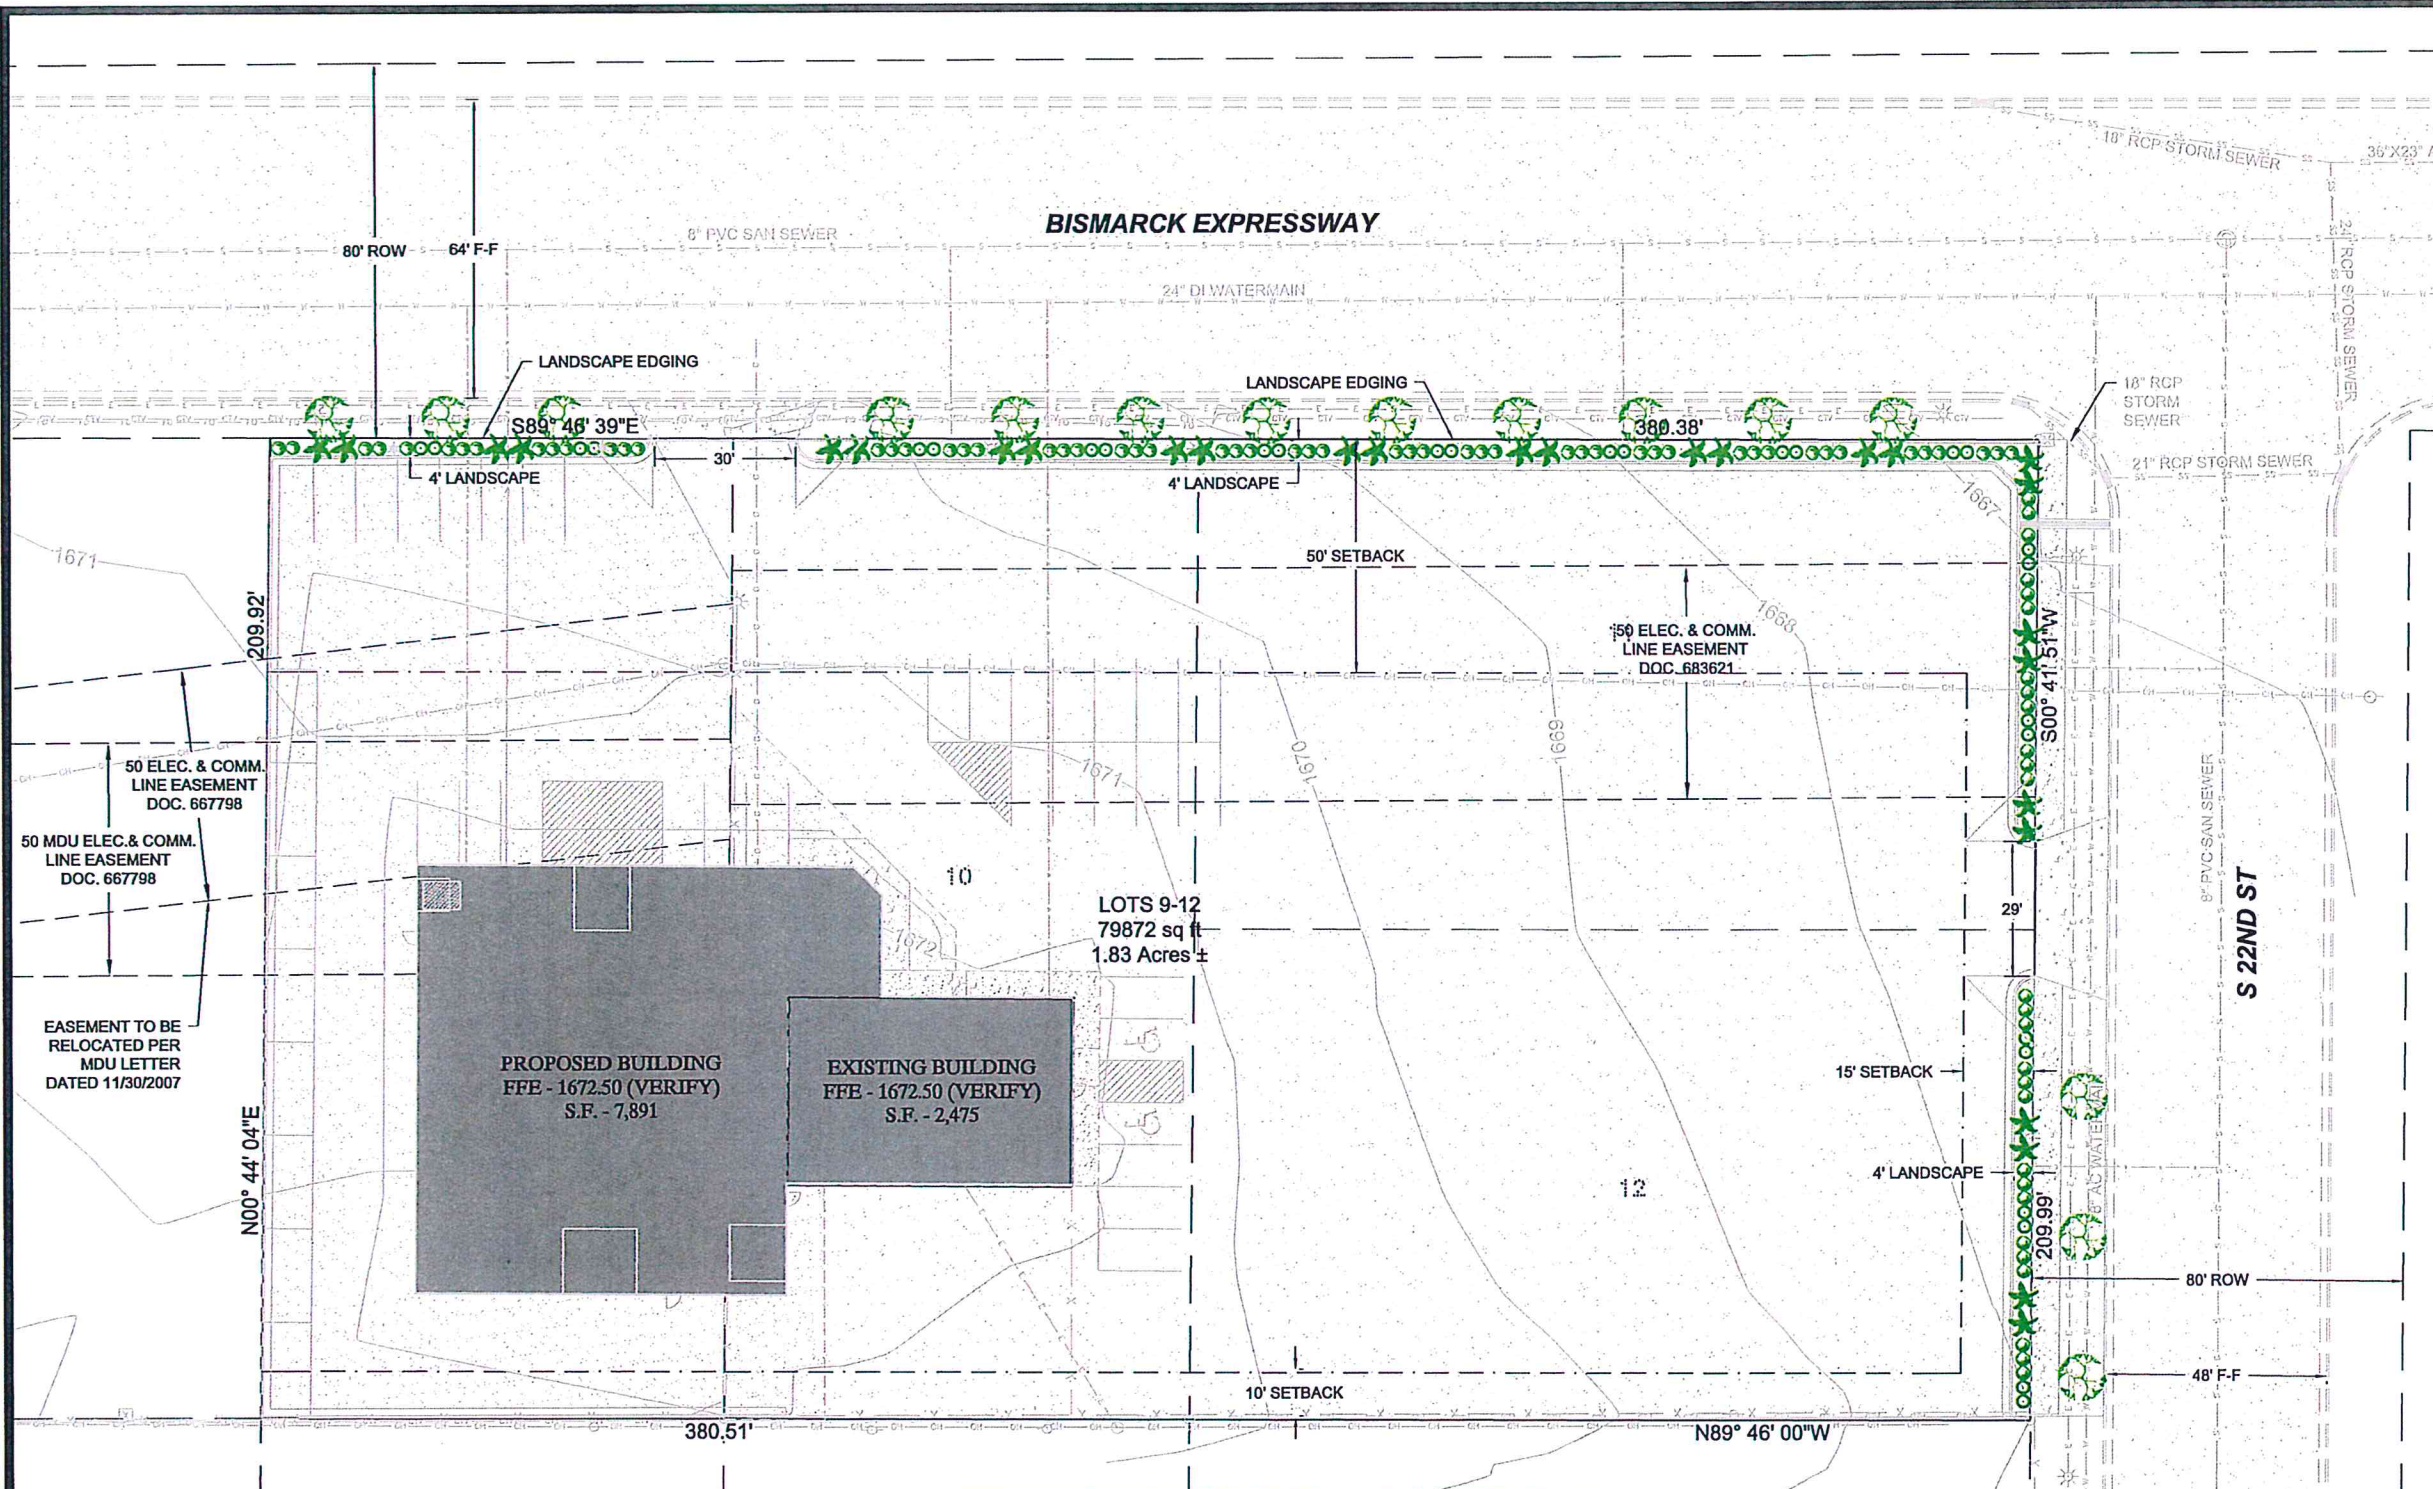 18" RCP STORM SEWER
36"X23"
BISMARCK EXPRESSWAY
8" PVC SAN SEWER
80' ROW
64' F-F
24" DI WATERMAIN
24" RCP STORM SEWER
LANDSCAPE EDGING
LANDSCAPE EDGING
18" RCP
STORM
SEWER
S89° 46' 39"E
380.38'
30'
4' LANDSCAPE
4' LANDSCAPE
21" RCP STORM SEWER
1667
1671
50' SETBACK
209.92'
1668
50 ELEC. & COMM.
LINE EASEMENT
DOC. 683621
S00° 41' 51"W
1669
1670
1671
50 ELEC. & COMM.
LINE EASEMENT
DOC. 667798
50 MDU ELEC.& COMM.
LINE EASEMENT
DOC. 667798
8" PVC SAN SEWER
10
LOTS 9-12
79872 sq ft
1.83 Acres ±
29'
1672
S 22ND ST
EASEMENT TO BE
RELOCATED PER
MDU LETTER
DATED 11/30/2007
PROPOSED BUILDING
FFE - 1672.50 (VERIFY)
S.F. - 7,891
EXISTING BUILDING
FFE - 1672.50 (VERIFY)
S.F. - 2,475
15' SETBACK
N00° 44' 04"E
4' LANDSCAPE
8" AC WATERMAIN
12
209.99'
80' ROW
48' F-F
10' SETBACK
380.51'
N89° 46' 00"W